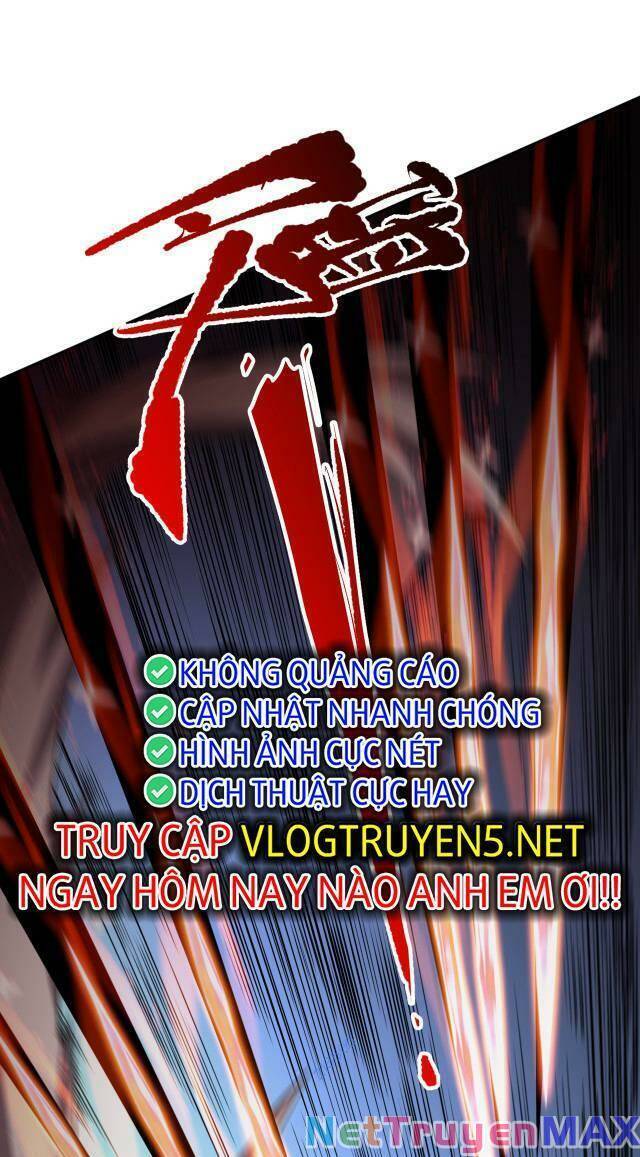 KHÔNG QUẢNG CÁO
CẬP NHẬT NHANH CHÓNG
HÌNH ẢNH CỰC NÉT
DỊCH THUẬT CỰC HAY
TRUY CẬP VLOGTRUYEN5.NET
NGAY HÔM NAY NÀO ANH EM ƠI!!
NETTRUYENMAX